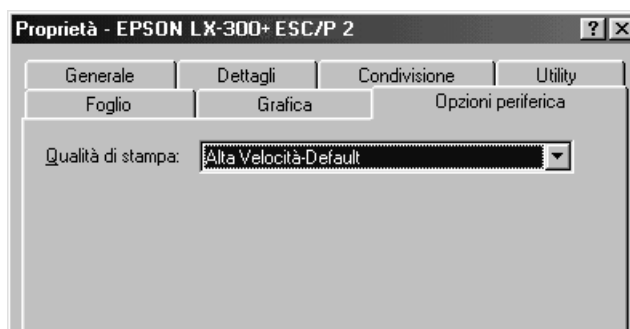 Proprietà - EPSON LX-300+ ESC/P 2 ? ×
Generale Dettagli Condivisione Utility
Foglio Grafica Opzioni periferica
Qualità di stampa: Alta Velocità-Default